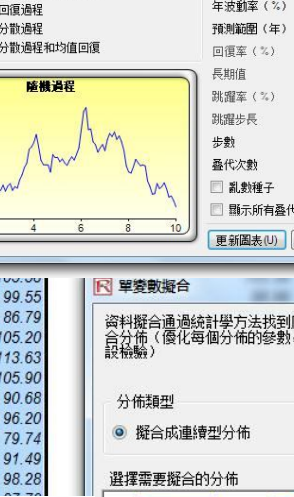 回復過程
分散過程
分散過程和均值回復
年波動率（%）
預測範圍（年）
回復率（%）
長期值
跳躍率（%）
跳躍步長
步數
疊代次數
亂數種子
顯示所有疊代
更新圖表(U)
隨機過程
4
6
8
10
99.55
86.79
105.20
113.63
105.90
90.68
96.20
79.74
91.49
98.28
單變數擬合
資料擬合通過統計學方法找到
合分佈（優化每個分佈的參數
設檢驗）
分佈類型
擬合成連續型分佈
選擇需要擬合的分佈